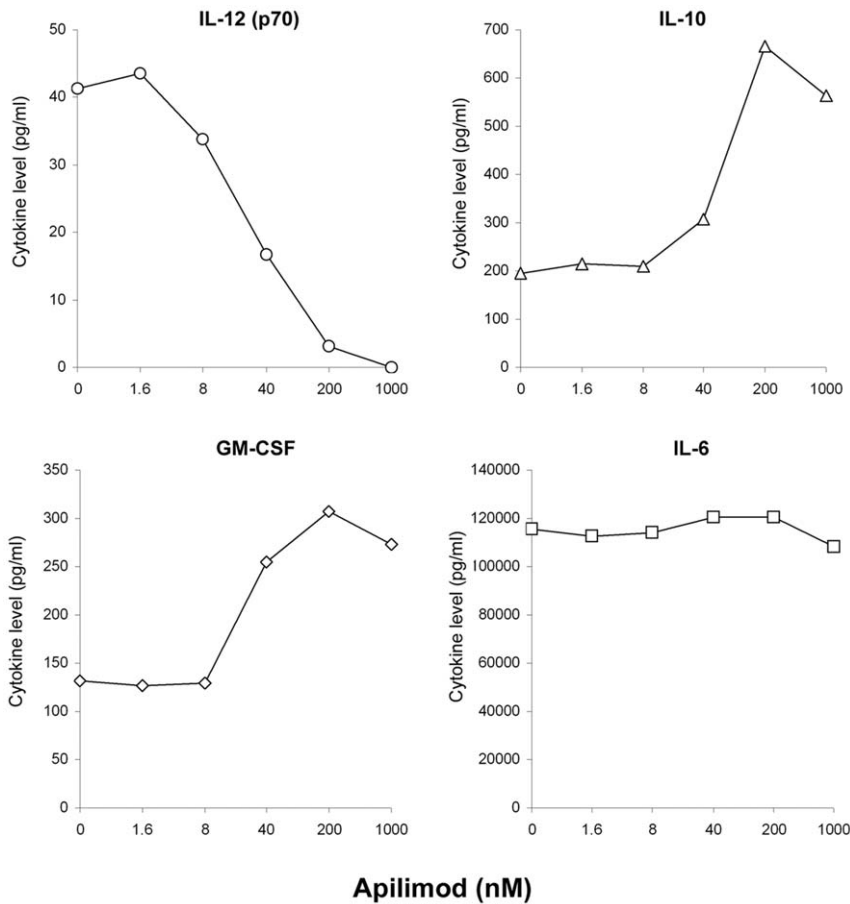 IL-12 (p70)
Cytokine level (pg/ml)
50
40
30
20
10
0
0 1.6 8 40 200 1000
IL-10
Cytokine level (pg/ml)
700
600
500
400
300
200
100
0
0 1.6 8 40 200 1000
GM-CSF
Cytokine level (pg/ml)
350
300
250
200
150
100
50
0
0 1.6 8 40 200 1000
IL-6
Cytokine level (pg/ml)
140000
120000
100000
80000
60000
40000
20000
0
0 1.6 8 40 200 1000
Apilimod (nM)